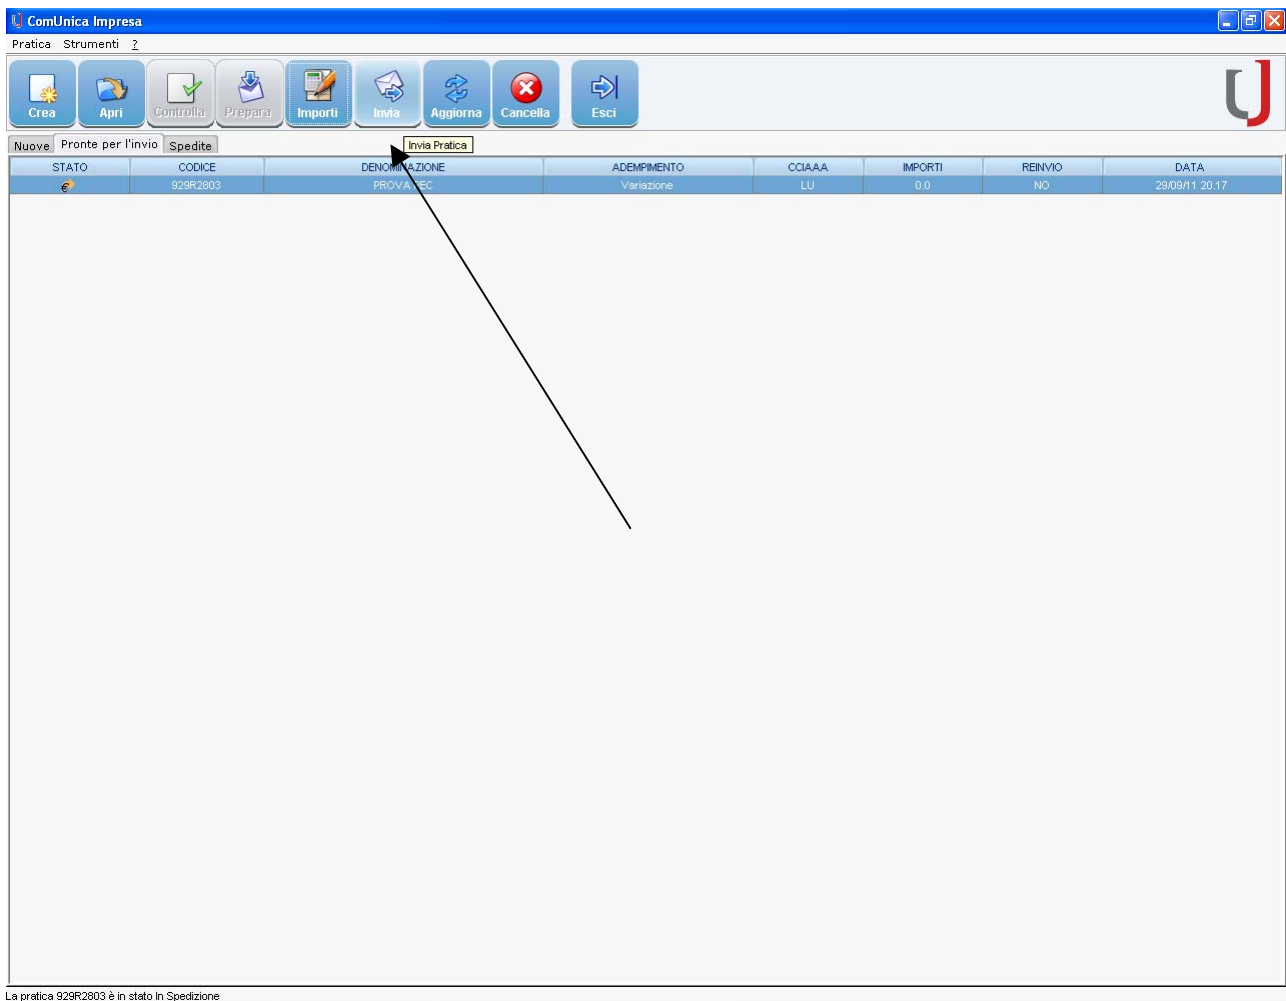 ComUnica Impresa
Pratica Strumenti ?
Crea Apri Controlla Prepara Importi Invia Aggiorna Cancella Esci
Nuove Pronte per l'invio Spedite Invia Pratica
STATO CODICE DENOMINAZIONE ADEMPIMENTO CCIAAA IMPORTI REINVIO DATA
€ 929R2803 PROVA PEC Variazione LU 0.0 NO 29/09/11 20.17
La pratica 929R2803 è in stato In Spedizione